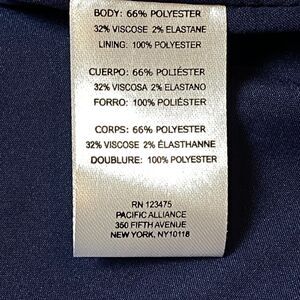 BODY: 66% POLYESTER
32% VISCOSE 2% ELASTANE
LINING: 100% POLYESTER
CUERPO: 66% POLIÉSTER
32% VISCOSA 2% ELASTANO
FORRO: 100% POLIÉSTER
CORPS: 66% POLYESTER
32% VISCOSE 2% ÉLASTHANNE
DOUBLURE: 100% POLYESTER
RN 123475
PACIFIC ALLIANCE
350 FIFTH AVENUE
NEW YORK, NY10118